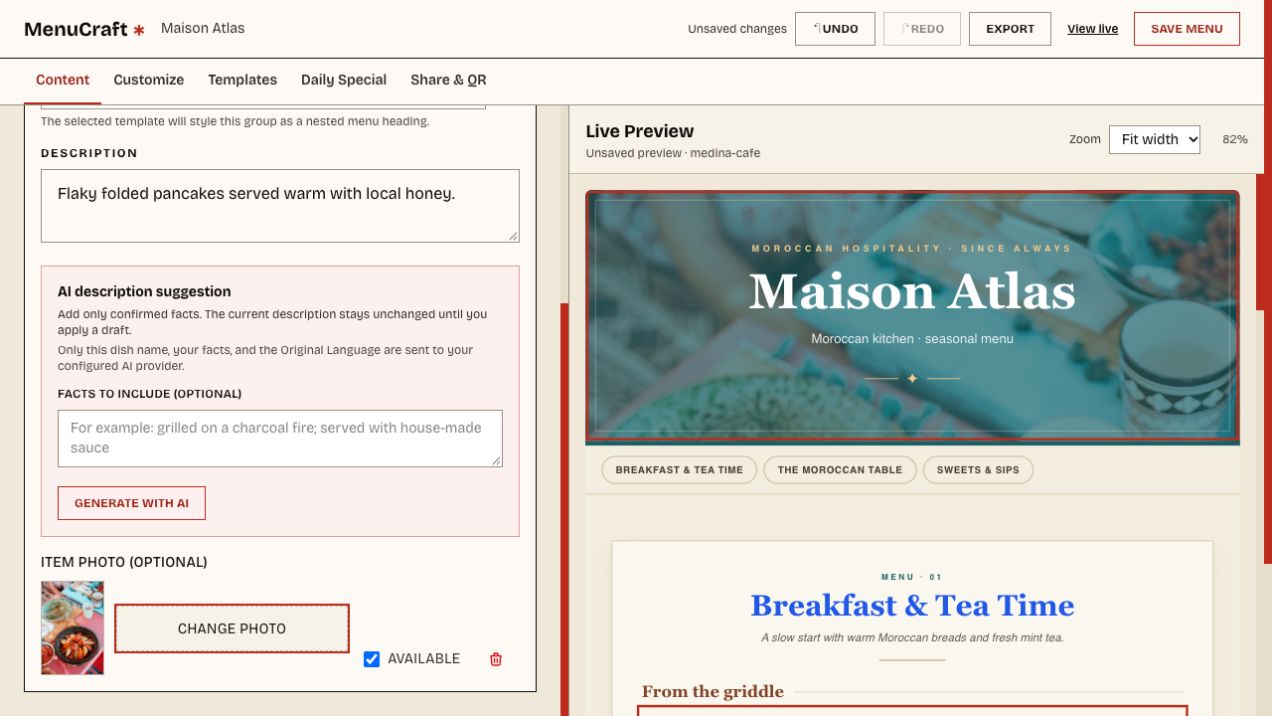 MenuCraft *
Maison Atlas
Unsaved changes
UNDO
REDO
EXPORT
View live
SAVE MENU
Content
Customize
Templates
Daily Special
Share & QR
The selected template will style this group as a nested menu heading.
DESCRIPTION
Flaky folded pancakes served warm with local honey.
AI description suggestion
Add only confirmed facts. The current description stays unchanged until you
apply a draft.
Only this dish name, your facts, and the Original Language are sent to your
configured AI provider.
FACTS TO INCLUDE (OPTIONAL)
For example: grilled on a charcoal fire; served with house-made
sauce
GENERATE WITH AI
ITEM PHOTO (OPTIONAL)
CHANGE PHOTO
AVAILABLE
Live Preview
Unsaved preview · medina-cafe
Zoom
Fit width
82%
MOROCCAN HOSPITALITY · SINCE ALWAYS
Maison Atlas
Moroccan kitchen · seasonal menu
BREAKFAST & TEA TIME
THE MOROCCAN TABLE
SWEETS & SIPS
MENU · 01
Breakfast & Tea Time
A slow start with warm Moroccan breads and fresh mint tea.
From the griddle